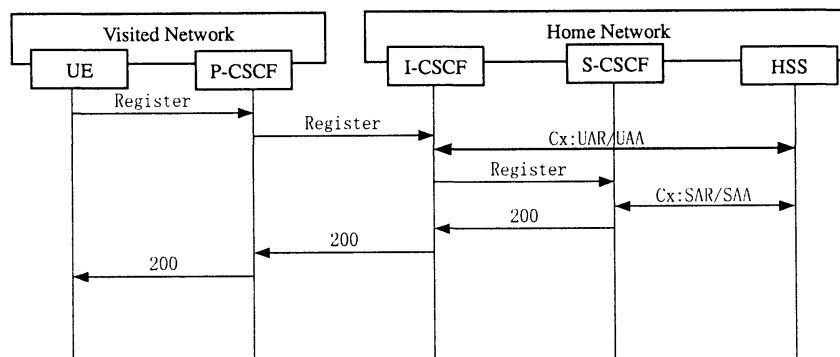 Visited Network
Home Network
UE
P-CSCF
I-CSCF
S-CSCF
HSS
Register
Register
Cx:UAR/UAA
Register
Cx:SAR/SAA
200
200
200